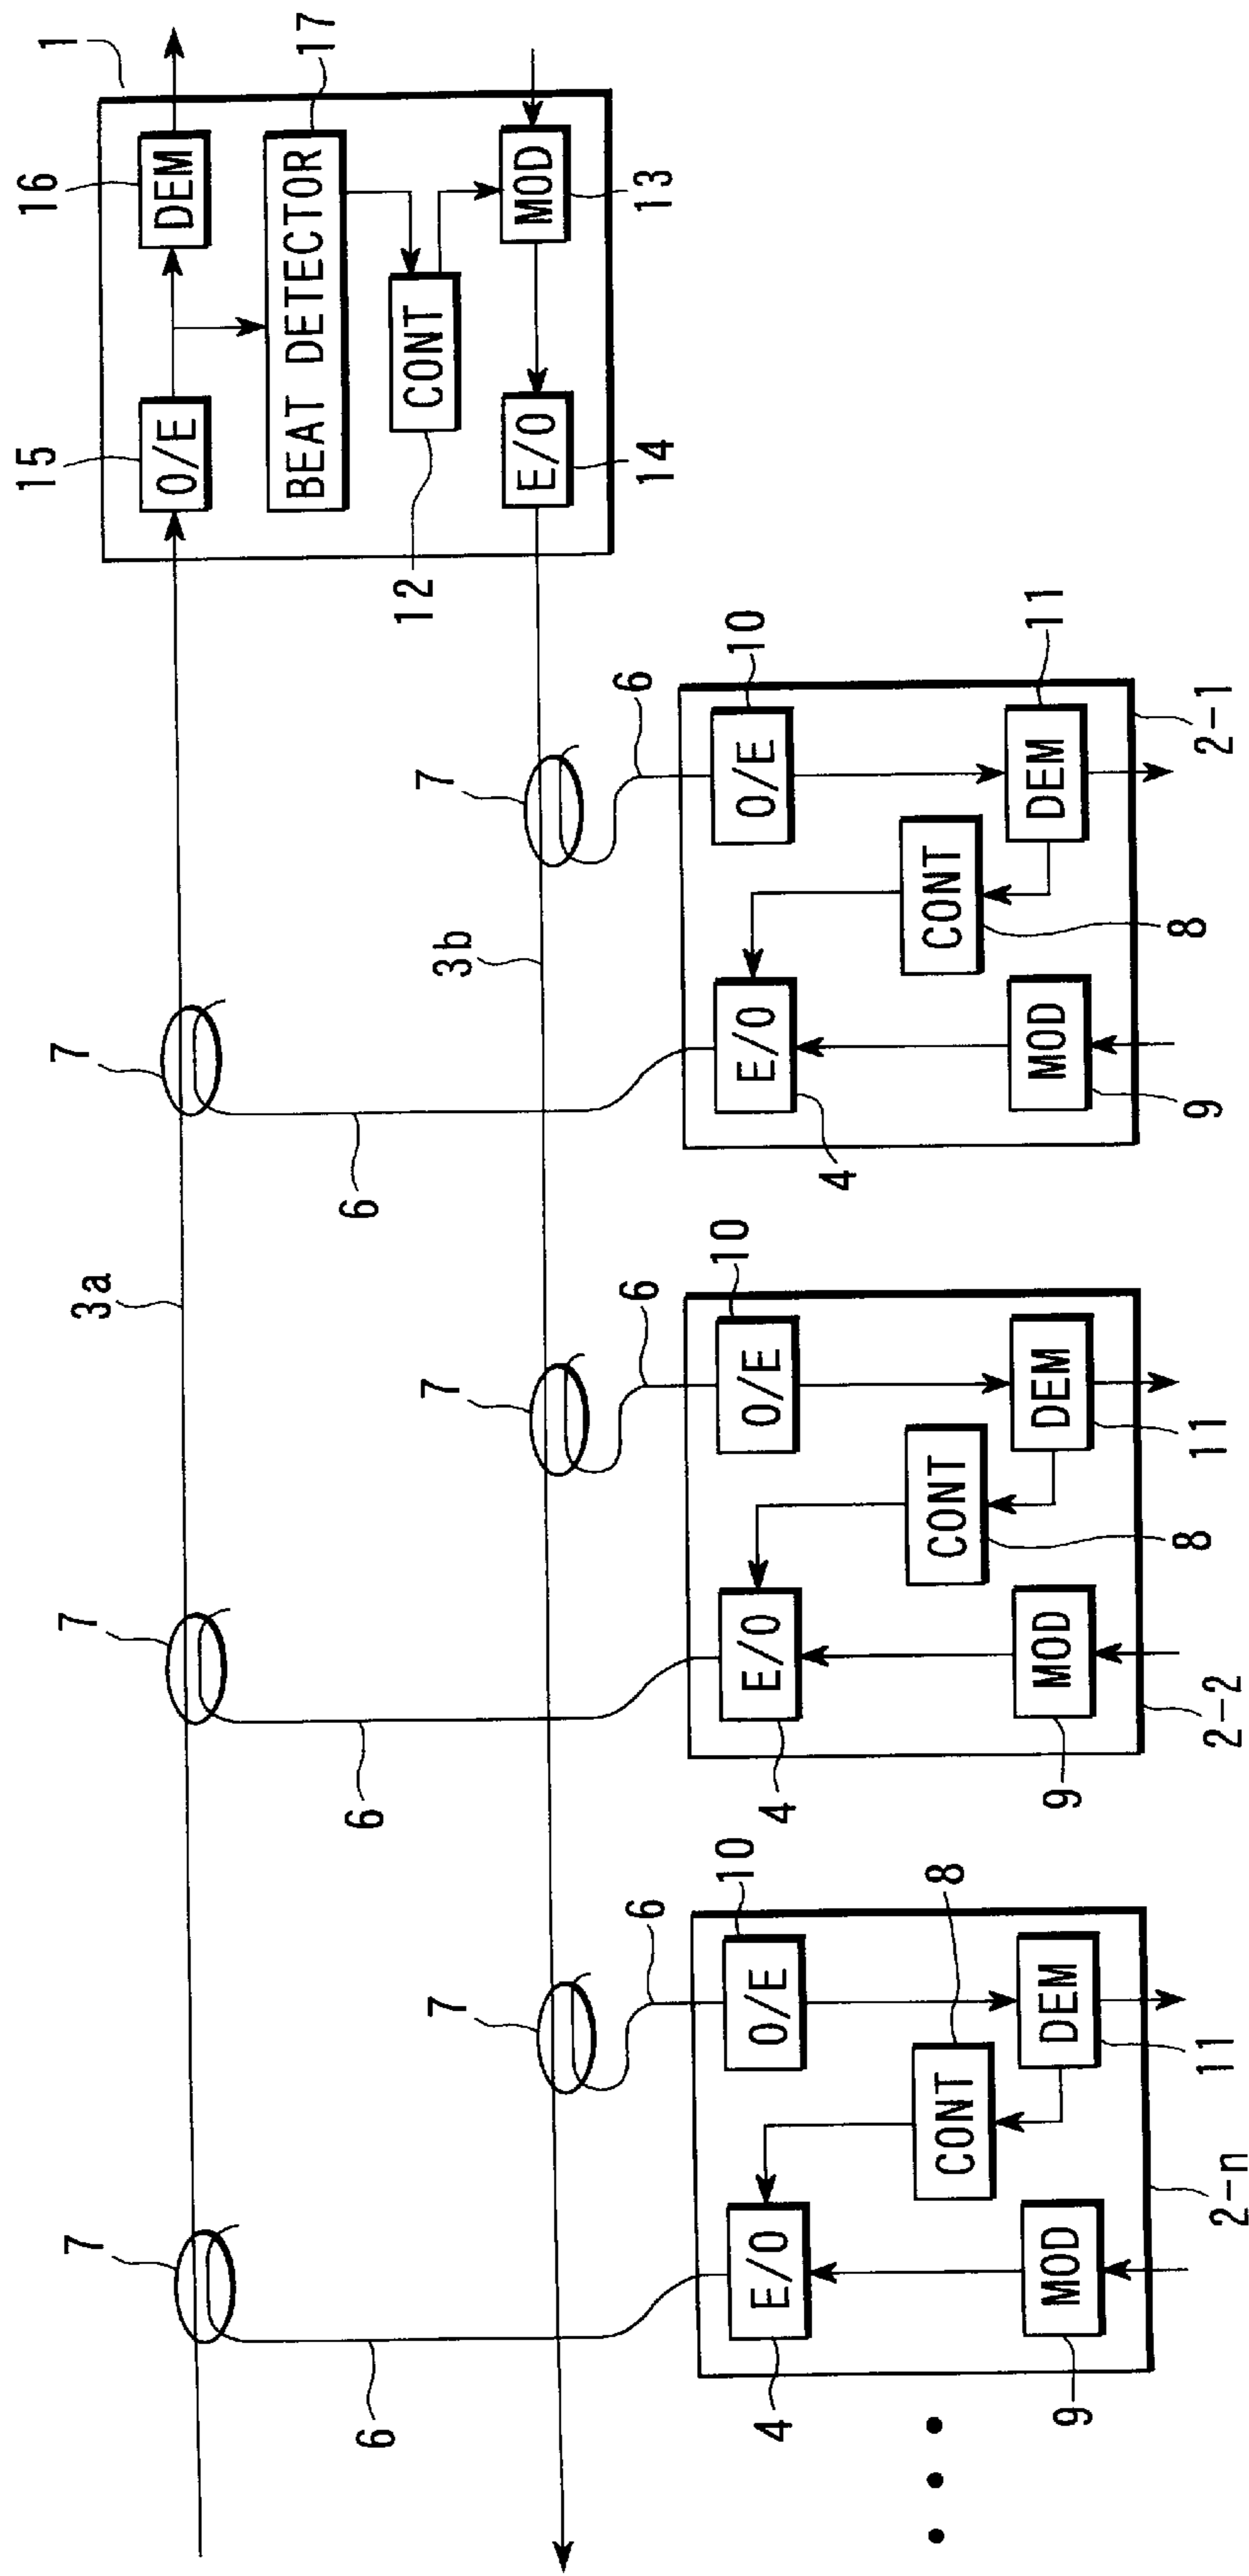 1
16
DEM
17
15
O/E
BEAT DETECTOR
CONT
12
MOD
13
E/O
14
3a
7
7
7
6
6
6
3b
7
7
7
6
6
6
10
O/E
11
DEM
CONT
8
E/O
4
MOD
9
2-1
10
O/E
DEM
11
CONT
8
E/O
4
MOD
9
2-2
10
O/E
8
DEM
11
CONT
E/O
4
MOD
9
2-n